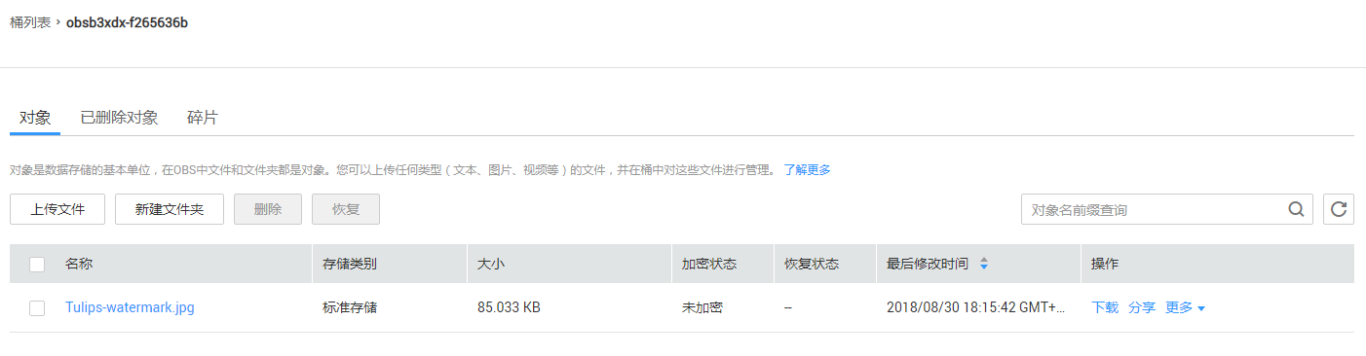 桶列表 › obsb3xdx-f265636b
对象 已删除对象 碎片
对象是数据存储的基本单位，在OBS中文件和文件夹都是对象。您可以上传任何类型（文本、图片、视频等）的文件，并在桶中对这些文件进行管理。 了解更多
上传文件 新建文件夹 删除 恢复 对象名前缀查询
名称 存储类别 大小 加密状态 恢复状态 最后修改时间 操作
Tulips-watermark.jpg 标准存储 85.033 KB 未加密 -- 2018/08/30 18:15:42 GMT+... 下载 分享 更多